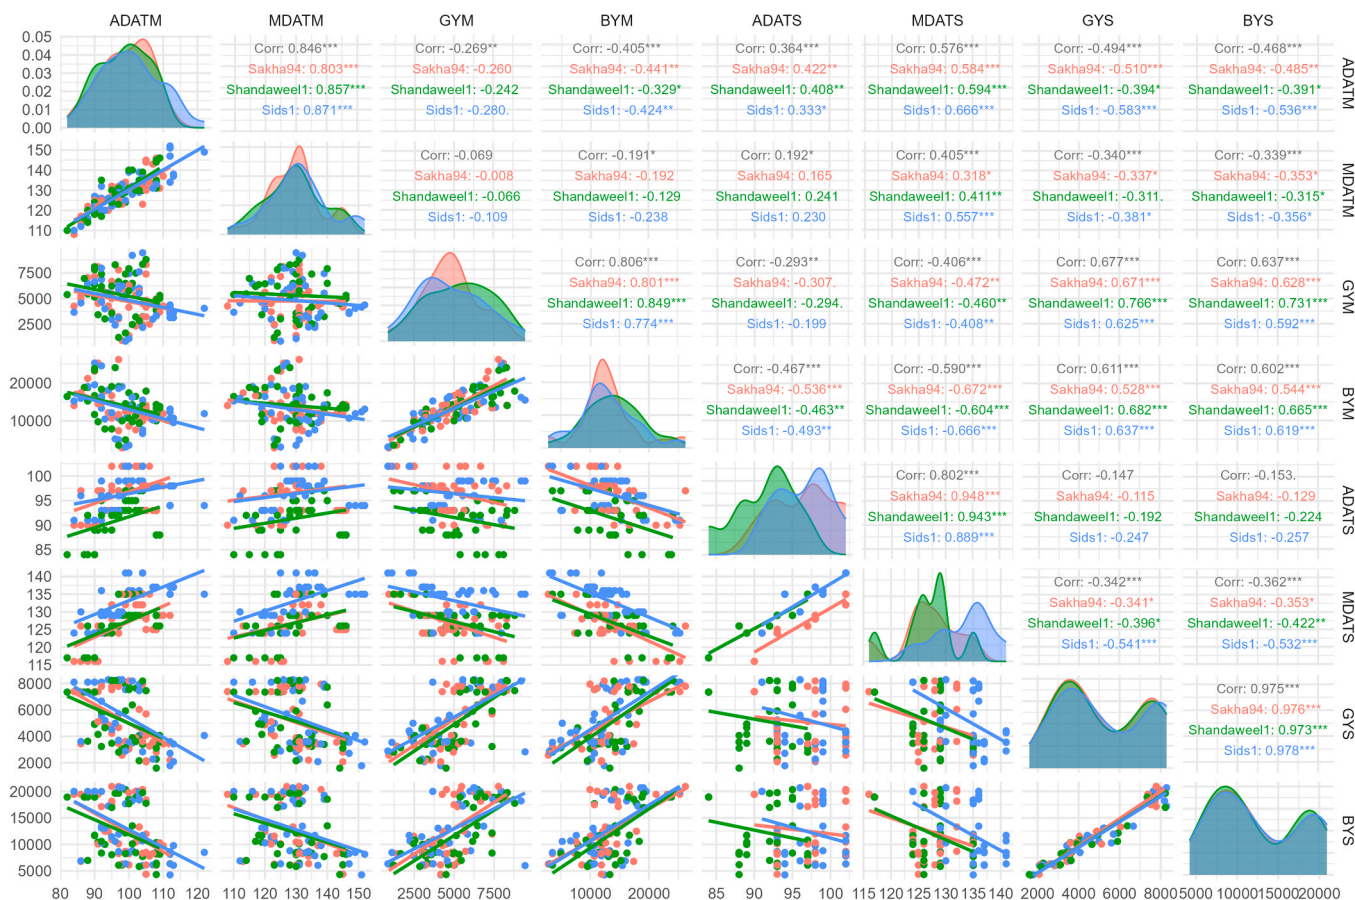 ADATM MDATM GYM BYM ADATS MDATS GYS BYS
0.05
0.04
0.03
0.02
0.01
0.00
Corr: 0.846*** Corr: -0.269** Corr: -0.405*** Corr: 0.364*** Corr: 0.576*** Corr: -0.494*** Corr: -0.468***
Sakha94: 0.803*** Sakha94: -0.260 Sakha94: -0.441** Sakha94: 0.422** Sakha94: 0.584*** Sakha94: -0.510*** Sakha94: -0.485**
Shandaweel1: 0.857*** Shandaweel1: -0.242 Shandaweel1: -0.329* Shandaweel1: 0.408** Shandaweel1: 0.594*** Shandaweel1: -0.394* Shandaweel1: -0.391*
Sids1: 0.871*** Sids1: -0.280. Sids1: -0.424** Sids1: 0.333* Sids1: 0.666*** Sids1: -0.583*** Sids1: -0.536***
ADATM
150
140
130
120
110
Corr: -0.069 Corr: -0.191* Corr: 0.192* Corr: 0.405*** Corr: -0.340*** Corr: -0.339***
Sakha94: -0.008 Sakha94: -0.192 Sakha94: 0.165 Sakha94: 0.318* Sakha94: -0.337* Sakha94: -0.353*
Shandaweel1: -0.066 Shandaweel1: -0.129 Shandaweel1: 0.241 Shandaweel1: 0.411** Shandaweel1: -0.311. Shandaweel1: -0.315*
Sids1: -0.109 Sids1: -0.238 Sids1: 0.230 Sids1: 0.557*** Sids1: -0.381* Sids1: -0.356*
MDATM
7500
5000
2500
Corr: 0.806*** Corr: -0.293** Corr: -0.406*** Corr: 0.677*** Corr: 0.637***
Sakha94: 0.801*** Sakha94: -0.307. Sakha94: -0.472** Sakha94: 0.671*** Sakha94: 0.628***
Shandaweel1: 0.849*** Shandaweel1: -0.294. Shandaweel1: -0.460** Shandaweel1: 0.766*** Shandaweel1: 0.731***
Sids1: 0.774*** Sids1: -0.199 Sids1: -0.408** Sids1: 0.625*** Sids1: 0.592***
GYM
20000
10000
Corr: -0.467*** Corr: -0.590*** Corr: 0.611*** Corr: 0.602***
Sakha94: -0.536*** Sakha94: -0.672*** Sakha94: 0.528*** Sakha94: 0.544***
Shandaweel1: -0.463** Shandaweel1: -0.604*** Shandaweel1: 0.682*** Shandaweel1: 0.665***
Sids1: -0.493** Sids1: -0.666*** Sids1: 0.637*** Sids1: 0.619***
BYM
100
95
90
85
Corr: 0.802*** Corr: -0.147 Corr: -0.153.
Sakha94: 0.948*** Sakha94: -0.115 Sakha94: -0.129
Shandaweel1: 0.943*** Shandaweel1: -0.192 Shandaweel1: -0.224
Sids1: 0.889*** Sids1: -0.247 Sids1: -0.257
ADATS
140
135
130
125
120
115
Corr: -0.342*** Corr: -0.362***
Sakha94: -0.341* Sakha94: -0.353*
Shandaweel1: -0.396* Shandaweel1: -0.422**
Sids1: -0.541*** Sids1: -0.532***
MDATS
8000
6000
4000
2000
Corr: 0.975***
Sakha94: 0.976***
Shandaweel1: 0.973***
Sids1: 0.978***
GYS
20000
15000
10000
5000
BYS
80 90 100 110 120 110 120 130 140 150 2500 5000 7500 10000 20000 85 90 95 100 115 120 125 130 135 140 2000 4000 6000 8000 5000 10000 15000 20000